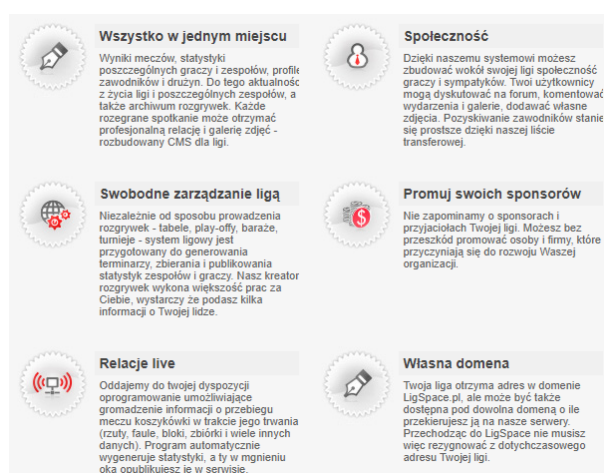 Wszystko w jednym miejscu
Wyniki meczów, statystyki
poszczególnych graczy i zespołów, profile
zawodników i drużyn. Do tego aktualnośc
z życia ligi i poszczególnych zespołów, a
także archiwum rozgrywek. Każde
rozegrane spotkanie może otrzymać
profesjonalną relację i galerię zdjęć -
rozbudowany CMS dla ligi.
Społeczność
Dzięki naszemu systemowi możesz
zbudować wokół swojej ligi społeczność
graczy i sympatyków. Twoi użytkownicy
mogą dyskutować na forum, komentować
wydarzenia i galerie, dodawać własne
zdjęcia. Pozyskiwanie zawodników stanie
się prostsze dzięki naszej liście
transferowej.
Swobodne zarządzanie ligą
Niezależnie od sposobu prowadzenia
rozgrywek - tabele, play-offy, baraże,
turnieje - system ligowy jest
przygotowany do generowania
terminarzy, zbierania i publikowania
statystyk zespołów i graczy. Nasz kreator
rozgrywek wykona większość prac za
Ciebie, wystarczy że podasz kilka
informacji o Twojej lidze.
Promuj swoich sponsorów
Nie zapominamy o sponsorach i
przyjaciołach Twojej ligi. Możesz bez
przeszkód promować osoby i firmy, które
przyczyniają się do rozwoju Waszej
organizacji.
Relacje live
Oddajemy do twojej dyspozycji
oprogramowanie umożliwiające
gromadzenie informacji o przebiegu
meczu koszykówki w trakcie jego trwania
(rzuty, faule, bloki, zbiórki i wiele innych
danych). Program automatycznie
wygeneruje statystyki, a ty w mgnieniu
oka opublikujesz je w serwisie.
Własna domena
Twoja liga otrzyma adres w domenie
LigSpace.pl, ale może być także
dostępna pod dowolna domeną o ile
przekierujesz ją na nasze serwery.
Przechodząc do LigSpace nie musisz
więc rezygnować z dotychczasowego
adresu Twojej ligi.